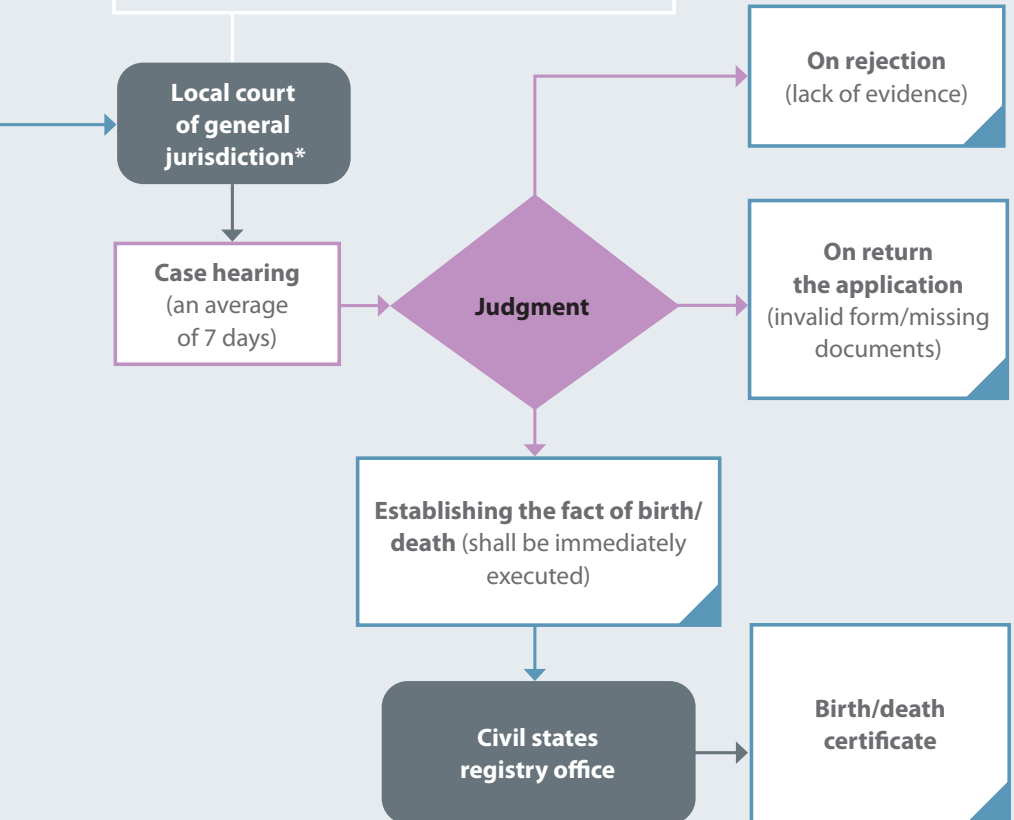 Local court
of general
jurisdiction*
Case hearing
(an average
of 7 days)
Judgment
On rejection
(lack of evidence)
On return
the application
(invalid form/missing
documents)
Establishing the fact of birth/
death (shall be immediately
executed)
Civil states
registry office
Birth/death
certificate